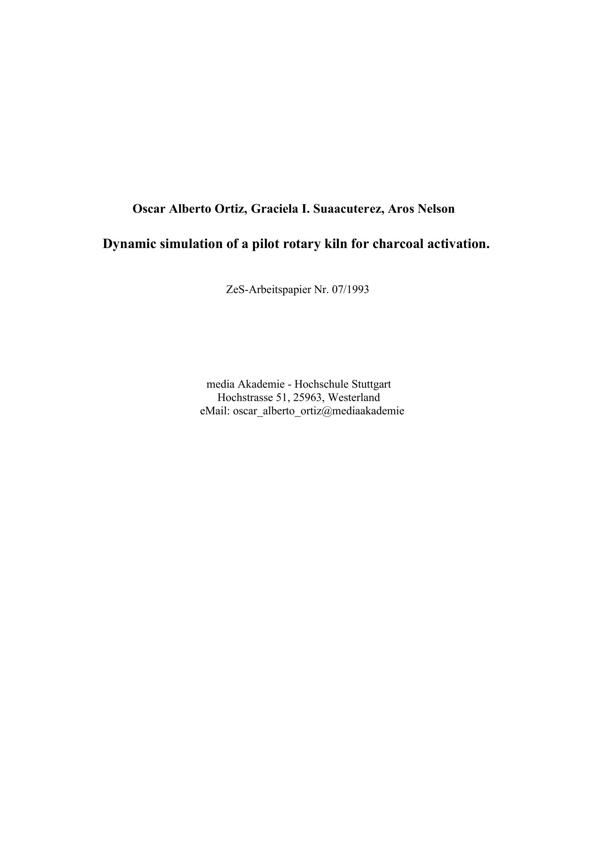 Oscar Alberto Ortiz, Graciela I. Suaacuterez, Aros Nelson
Dynamic simulation of a pilot rotary kiln for charcoal activation.
ZeS-Arbeitspapier Nr. 07/1993
media Akademie - Hochschule Stuttgart
Hochstrasse 51, 25963, Westerland
eMail: oscar_alberto_ortiz@mediaakademie